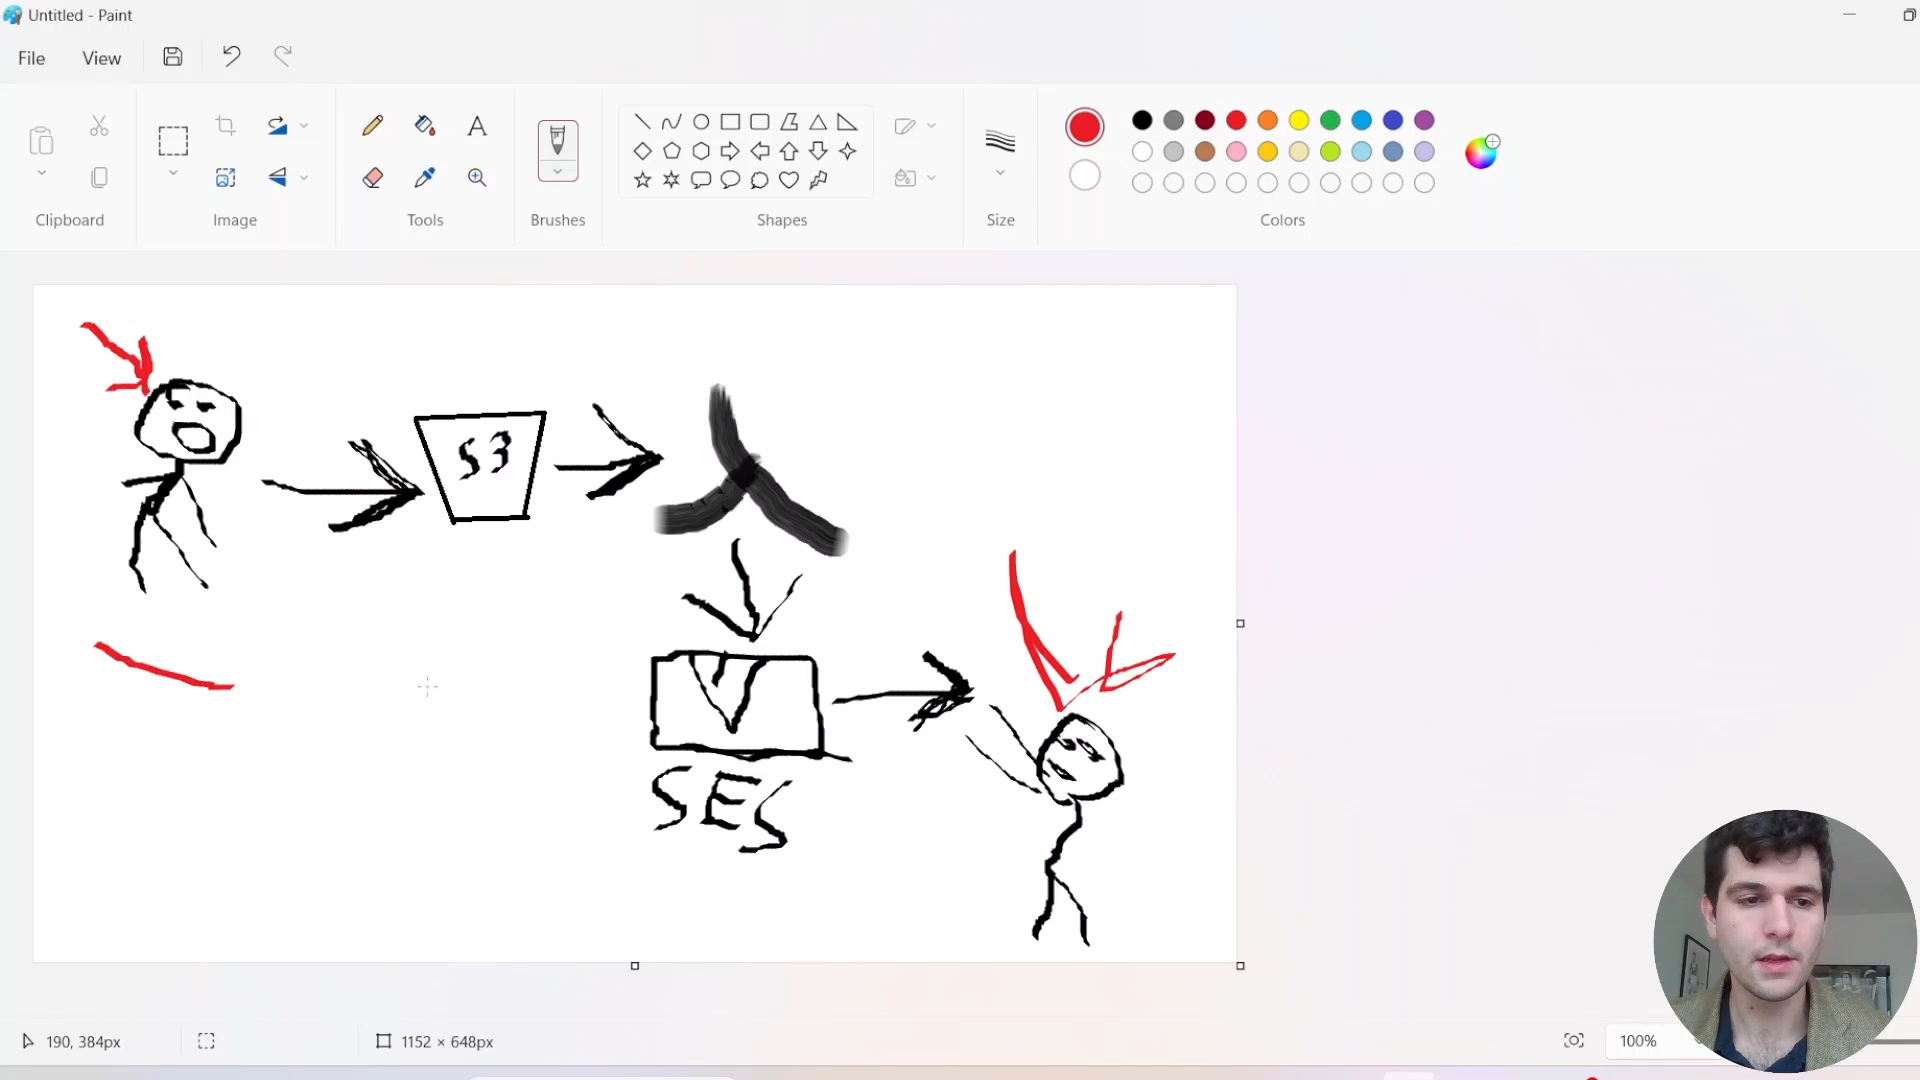 Untitled - Paint
File View
Clipboard Image Tools Brushes Shapes Size Colors
S3
SES
190, 384px 1152 × 648px 100%